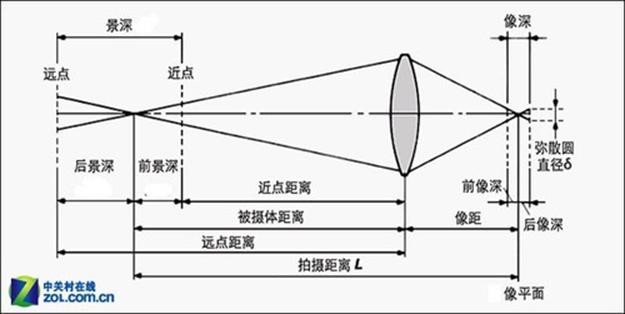 景深
像深
远点
近点
弥散圆
直径δ
后景深
前景深
近点距离
前像深
后像深
被摄体距离
像距
远点距离
拍摄距离 L
像平面
中关村在线
ZOL.COM.CN